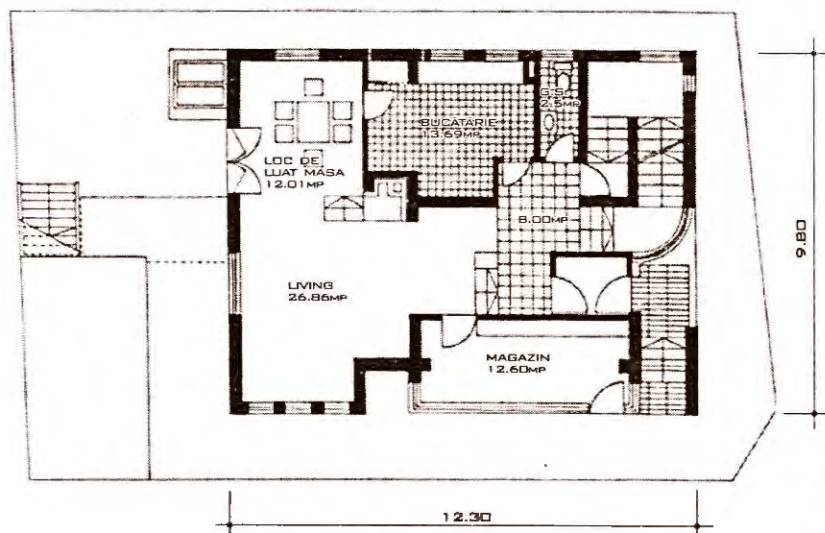 G.S.
2.5MP
BUCATARIE
13.69MP
LOC DE
LUAT MASA
12.01MP
8.00MP
9.80
LIVING
26.86MP
MAGAZIN
12.60MP
12.30